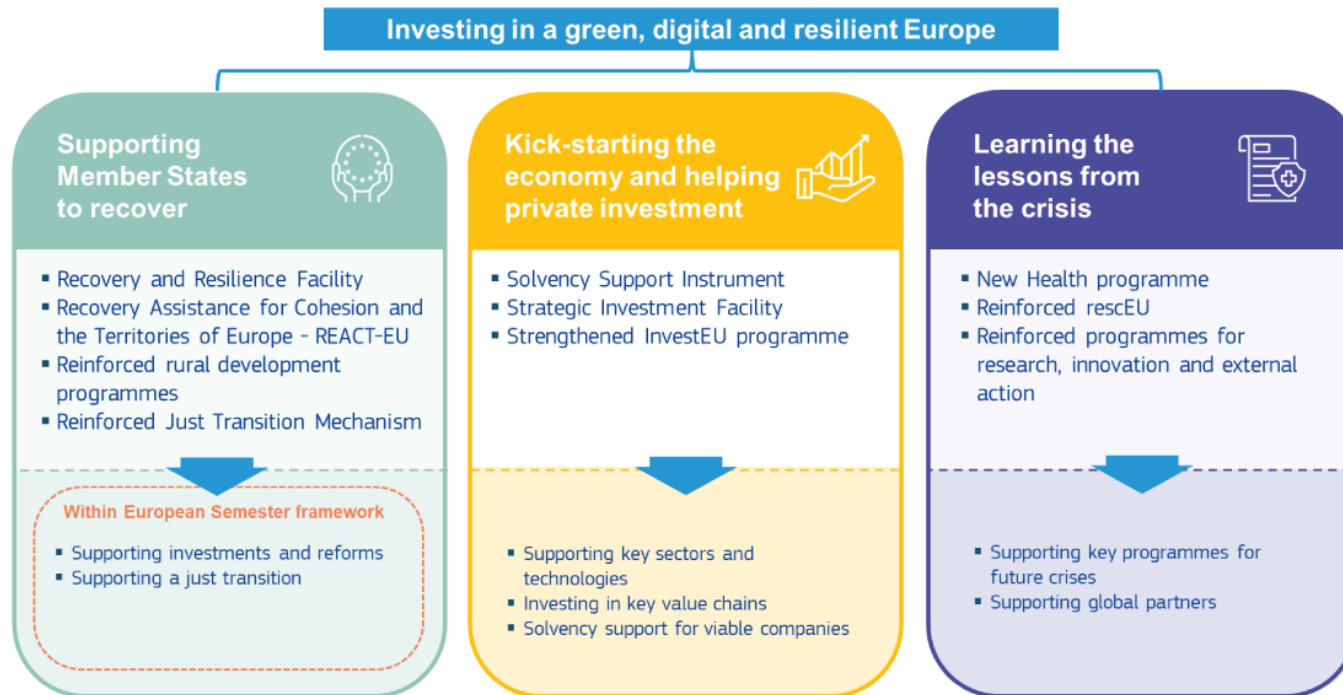 Investing in a green, digital and resilient Europe
Supporting
Member States
to recover
▪ Recovery and Resilience Facility
▪ Recovery Assistance for Cohesion and
the Territories of Europe - REACT-EU
▪ Reinforced rural development
programmes
▪ Reinforced Just Transition Mechanism
Within European Semester framework
▪ Supporting investments and reforms
▪ Supporting a just transition
Kick-starting the
economy and helping
private investment
▪ Solvency Support Instrument
▪ Strategic Investment Facility
▪ Strengthened InvestEU programme
▪ Supporting key sectors and
technologies
▪ Investing in key value chains
▪ Solvency support for viable companies
Learning the
lessons from
the crisis
▪ New Health programme
▪ Reinforced rescEU
▪ Reinforced programmes for
research, innovation and external
action
▪ Supporting key programmes for
future crises
▪ Supporting global partners